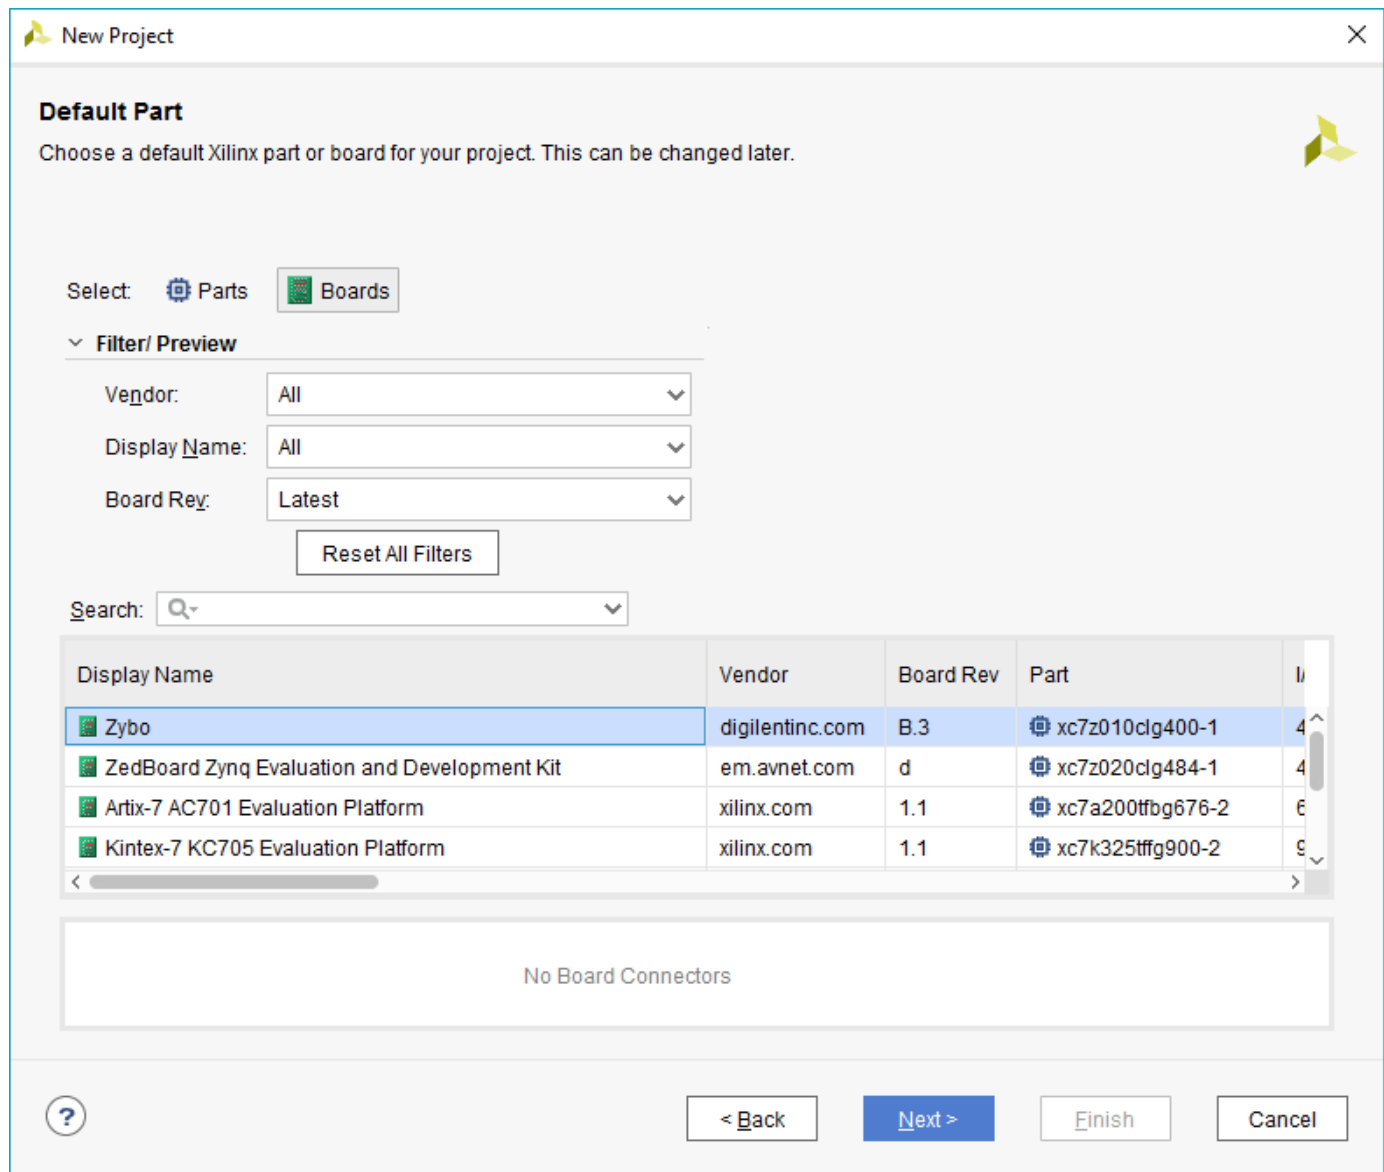 New Project
Default Part
Choose a default Xilinx part or board for your project. This can be changed later.
Select: Parts Boards
Filter/ Preview
Vendor: All
Display Name: All
Board Rev: Latest
Reset All Filters
Search:
Display Name Vendor Board Rev Part
Zybo digilentinc.com B.3 xc7z010clg400-1 4
ZedBoard Zynq Evaluation and Development Kit em.avnet.com d xc7z020clg484-1 4
Artix-7 AC701 Evaluation Platform xilinx.com 1.1 xc7a200tfbg676-2 6
Kintex-7 KC705 Evaluation Platform xilinx.com 1.1 xc7k325tffg900-2 9
No Board Connectors
? < Back Next > Finish Cancel